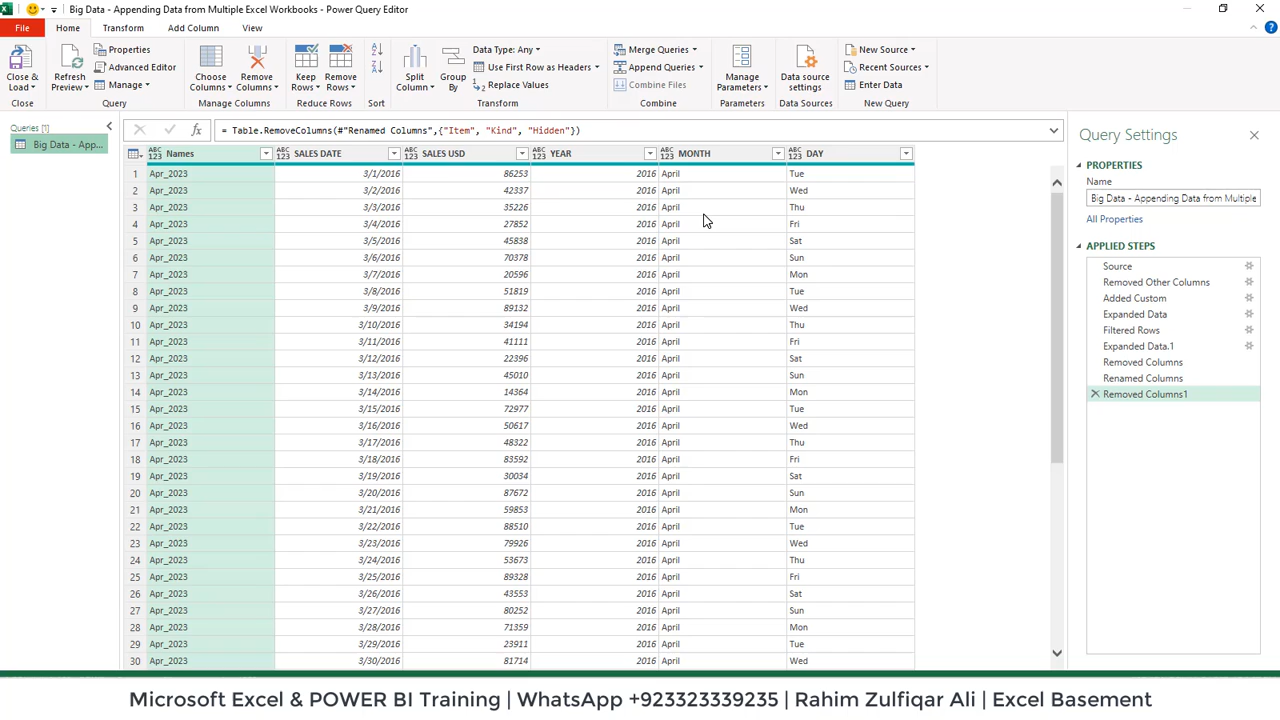 Big Data - Appending Data from Multiple Excel Workbooks - Power Query Editor
File Home Transform Add Column View
Close & Load Refresh Preview Properties Advanced Editor Manage Choose Columns Remove Columns Keep Rows Remove Rows Split Column Group By Data Type: Any Use First Row as Headers Replace Values Merge Queries Append Queries Combine Files Manage Parameters Data source settings New Source Recent Sources Enter Data
Close Query Manage Columns Reduce Rows Sort Transform Combine Parameters Data Sources New Query
Queries [1]
Big Data - App...
fx = Table.RemoveColumns(#"Renamed Columns",{"Item", "Kind", "Hidden"})
ABC 123 Names ABC 123 SALES DATE ABC 123 SALES USD ABC 123 YEAR ABC 123 MONTH ABC 123 DAY
1 Apr_2023 3/1/2016 86253 2016 April Tue
2 Apr_2023 3/2/2016 42337 2016 April Wed
3 Apr_2023 3/3/2016 35226 2016 April Thu
4 Apr_2023 3/4/2016 27852 2016 April Fri
5 Apr_2023 3/5/2016 45838 2016 April Sat
6 Apr_2023 3/6/2016 70378 2016 April Sun
7 Apr_2023 3/7/2016 20596 2016 April Mon
8 Apr_2023 3/8/2016 51819 2016 April Tue
9 Apr_2023 3/9/2016 89132 2016 April Wed
10 Apr_2023 3/10/2016 34194 2016 April Thu
11 Apr_2023 3/11/2016 41111 2016 April Fri
12 Apr_2023 3/12/2016 22396 2016 April Sat
13 Apr_2023 3/13/2016 45010 2016 April Sun
14 Apr_2023 3/14/2016 14364 2016 April Mon
15 Apr_2023 3/15/2016 72977 2016 April Tue
16 Apr_2023 3/16/2016 50617 2016 April Wed
17 Apr_2023 3/17/2016 48322 2016 April Thu
18 Apr_2023 3/18/2016 83592 2016 April Fri
19 Apr_2023 3/19/2016 30034 2016 April Sat
20 Apr_2023 3/20/2016 87672 2016 April Sun
21 Apr_2023 3/21/2016 59853 2016 April Mon
22 Apr_2023 3/22/2016 88510 2016 April Tue
23 Apr_2023 3/23/2016 79926 2016 April Wed
24 Apr_2023 3/24/2016 53673 2016 April Thu
25 Apr_2023 3/25/2016 89328 2016 April Fri
26 Apr_2023 3/26/2016 43553 2016 April Sat
27 Apr_2023 3/27/2016 80252 2016 April Sun
28 Apr_2023 3/28/2016 71359 2016 April Mon
29 Apr_2023 3/29/2016 23911 2016 April Tue
30 Apr_2023 3/30/2016 81714 2016 April Wed
Query Settings
PROPERTIES
Name
Big Data - Appending Data from Multiple
All Properties
APPLIED STEPS
Source
Removed Other Columns
Added Custom
Expanded Data
Filtered Rows
Expanded Data.1
Removed Columns
Renamed Columns
Removed Columns1
Microsoft Excel & POWER BI Training | WhatsApp +923323339235 | Rahim Zulfiqar Ali | Excel Basement